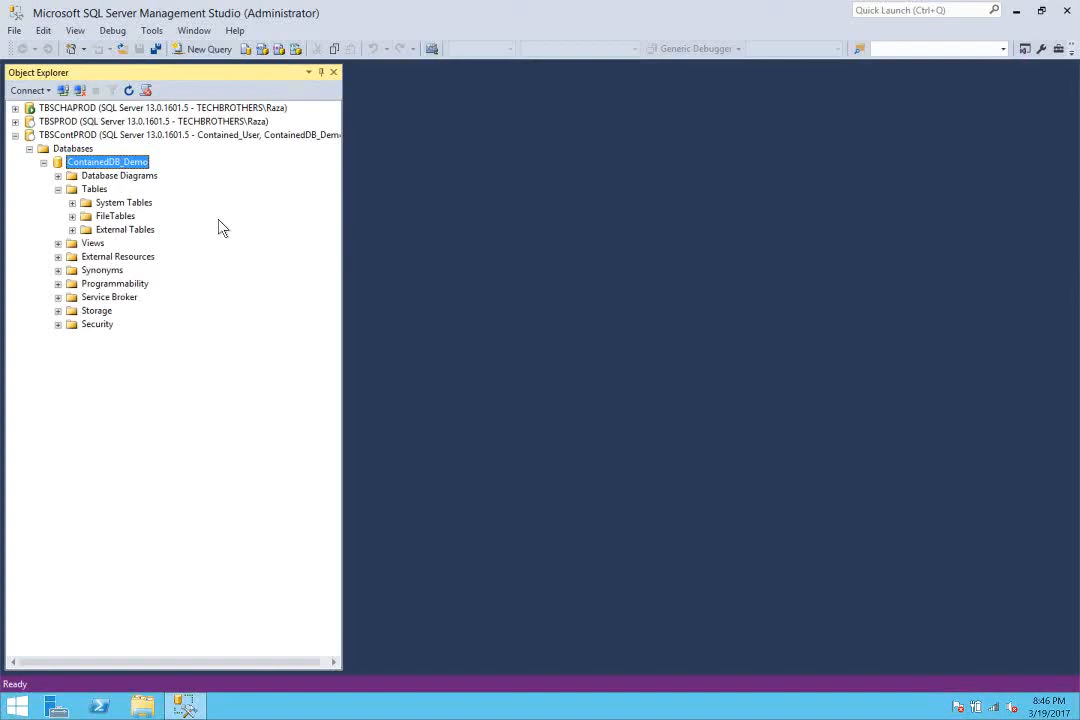 Microsoft SQL Server Management Studio (Administrator)
Quick Launch (Ctrl+Q)
File Edit View Debug Tools Window Help
New Query
Generic Debugger
Object Explorer
Connect
TBSCHAPROD (SQL Server 13.0.1601.5 - TECHBROTHERS\Raza)
TBSPROD (SQL Server 13.0.1601.5 - TECHBROTHERS\Raza)
TBSContPROD (SQL Server 13.0.1601.5 - Contained_User, ContainedDB_Demo
Databases
ContainedDB_Demo
Database Diagrams
Tables
System Tables
FileTables
External Tables
Views
External Resources
Synonyms
Programmability
Service Broker
Storage
Security
Ready
8:46 PM
3/19/2017